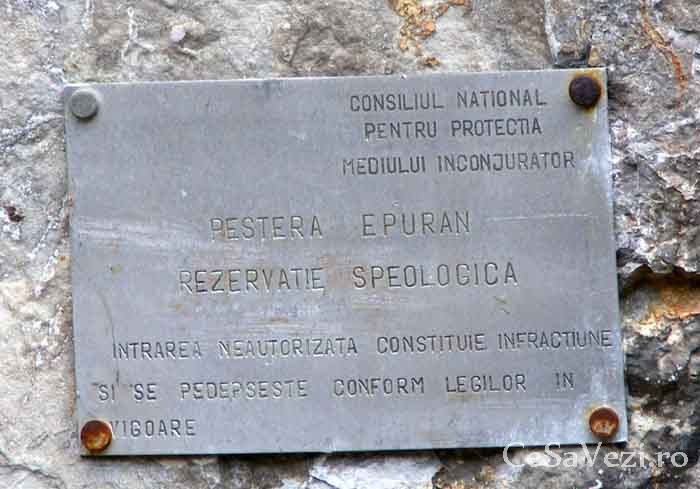 CONSILIUL NATIONAL
PENTRU PROTECTIA
MEDIULUI INCONJURATOR
PESTERA EPURAN
REZERVATIE SPEOLOGICA
INTRAREA NEAUTORIZATA CONSTITUIE INFRACTIUNE
SI SE PEDEPSESTE CONFORM LEGILOR IN
VIGOARE
CeSaVezi.ro